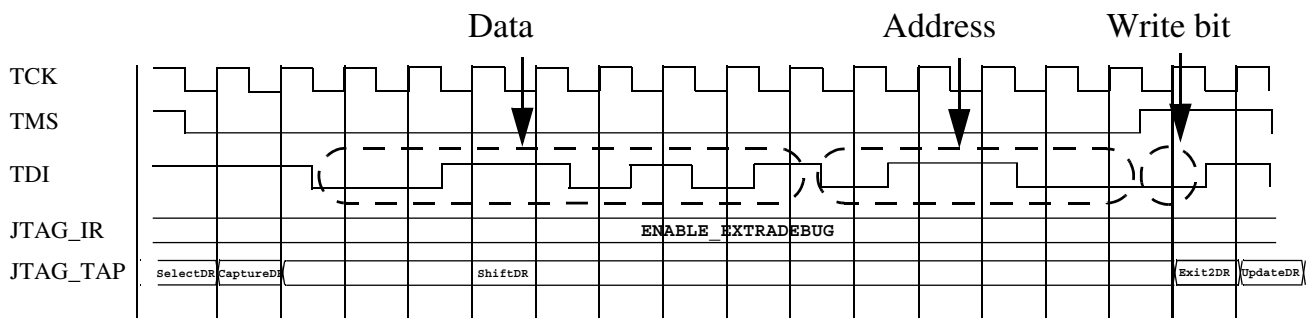 Data Address Write bit
TCK
TMS
TDI
JTAG_IR ENABLE_EXTRADEBUG
JTAG_TAP SelectDR CaptureDR ShiftDR Exit2DR UpdateDR